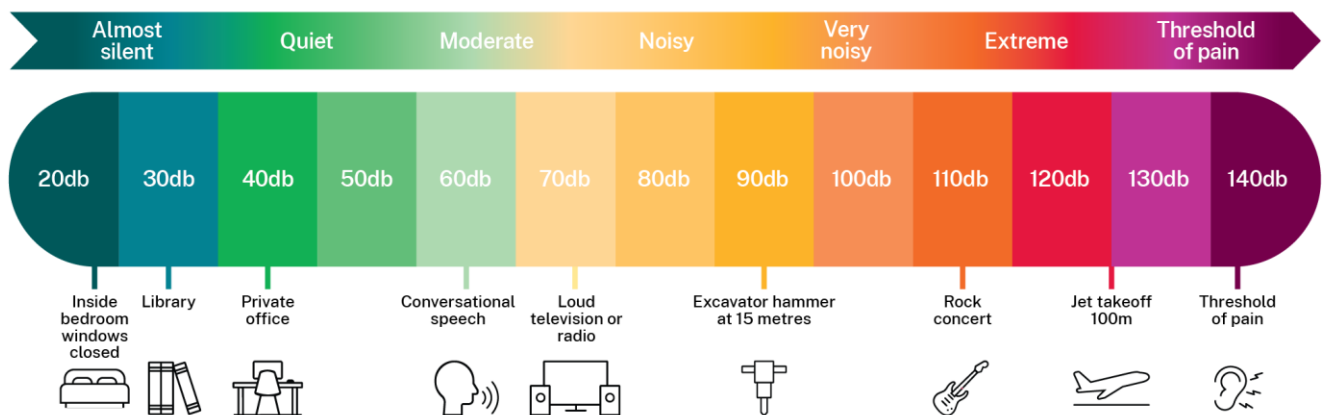 Almost
silent
Quiet
Moderate
Noisy
Very
noisy
Extreme
Threshold
of pain
20db
30db
40db
50db
60db
70db
80db
90db
100db
110db
120db
130db
140db
Inside
bedroom
windows
closed
Library
Private
office
Conversational
speech
Loud
television or
radio
Excavator hammer
at 15 metres
Rock
concert
Jet takeoff
100m
Threshold
of pain